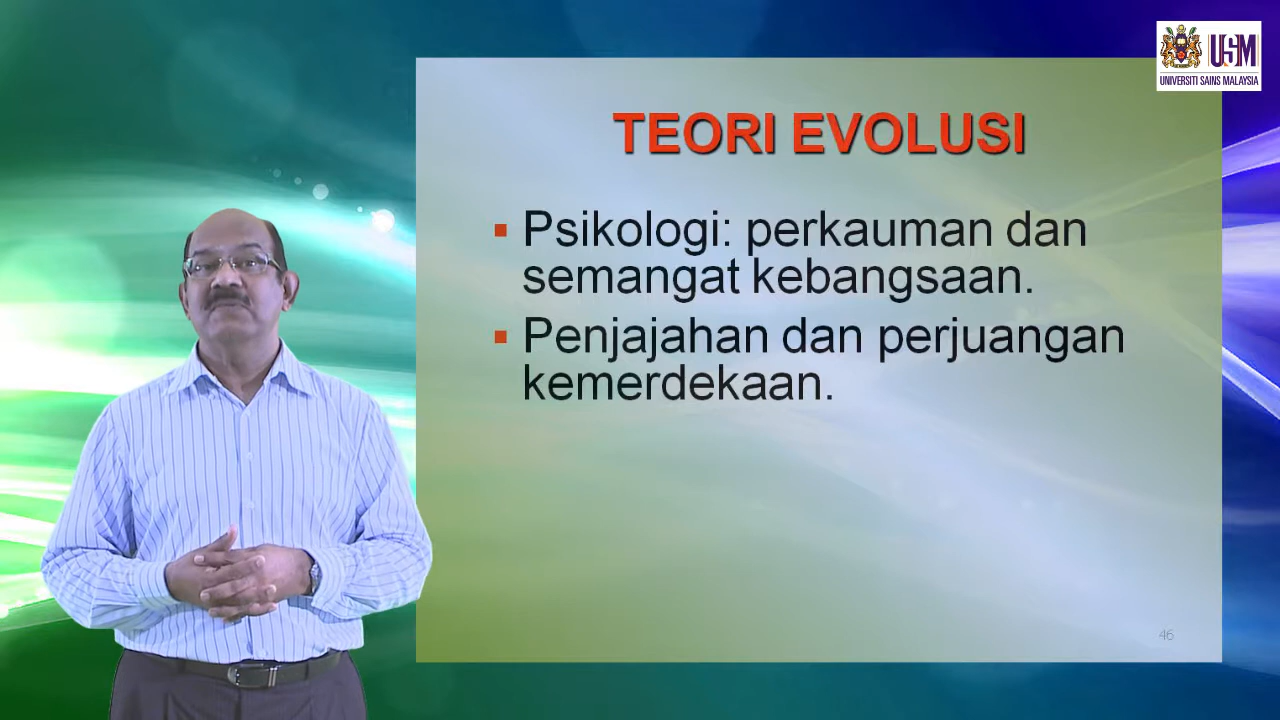 USM
UNIVERSITI SAINS MALAYSIA
TEORI EVOLUSI
Psikologi: perkauman dan
semangat kebangsaan.
Penjajahan dan perjuangan
kemerdekaan.
46